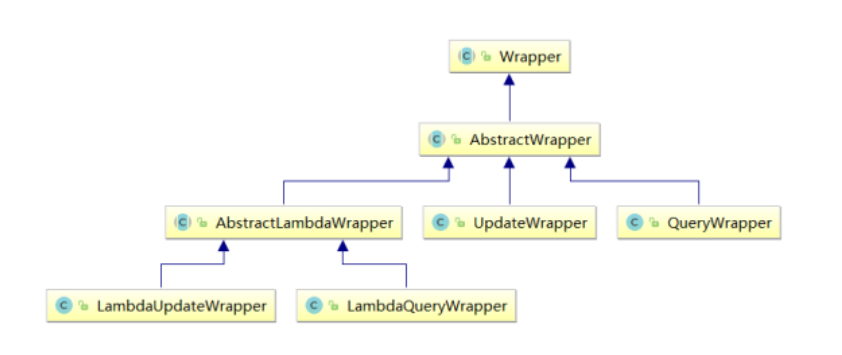 C Wrapper
C AbstractWrapper
C AbstractLambdaWrapper
C UpdateWrapper
C QueryWrapper
C LambdaUpdateWrapper
C LambdaQueryWrapper